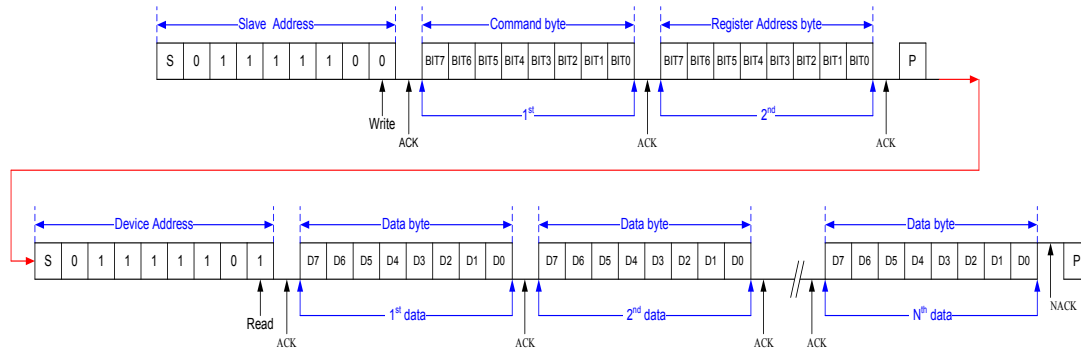 Slave Address Command byte Register Address byte
S 0 1 1 1 1 1 0 0 BIT7 BIT6 BIT5 BIT4 BIT3 BIT2 BIT1 BIT0 BIT7 BIT6 BIT5 BIT4 BIT3 BIT2 BIT1 BIT0 P
1st 2nd
Write ACK ACK ACK
Device Address Data byte Data byte Data byte
S 0 1 1 1 1 1 0 1 D7 D6 D5 D4 D3 D2 D1 D0 D7 D6 D5 D4 D3 D2 D1 D0 // D7 D6 D5 D4 D3 D2 D1 D0 P
1st data 2nd data Nth data NACK
Read ACK ACK ACK ACK